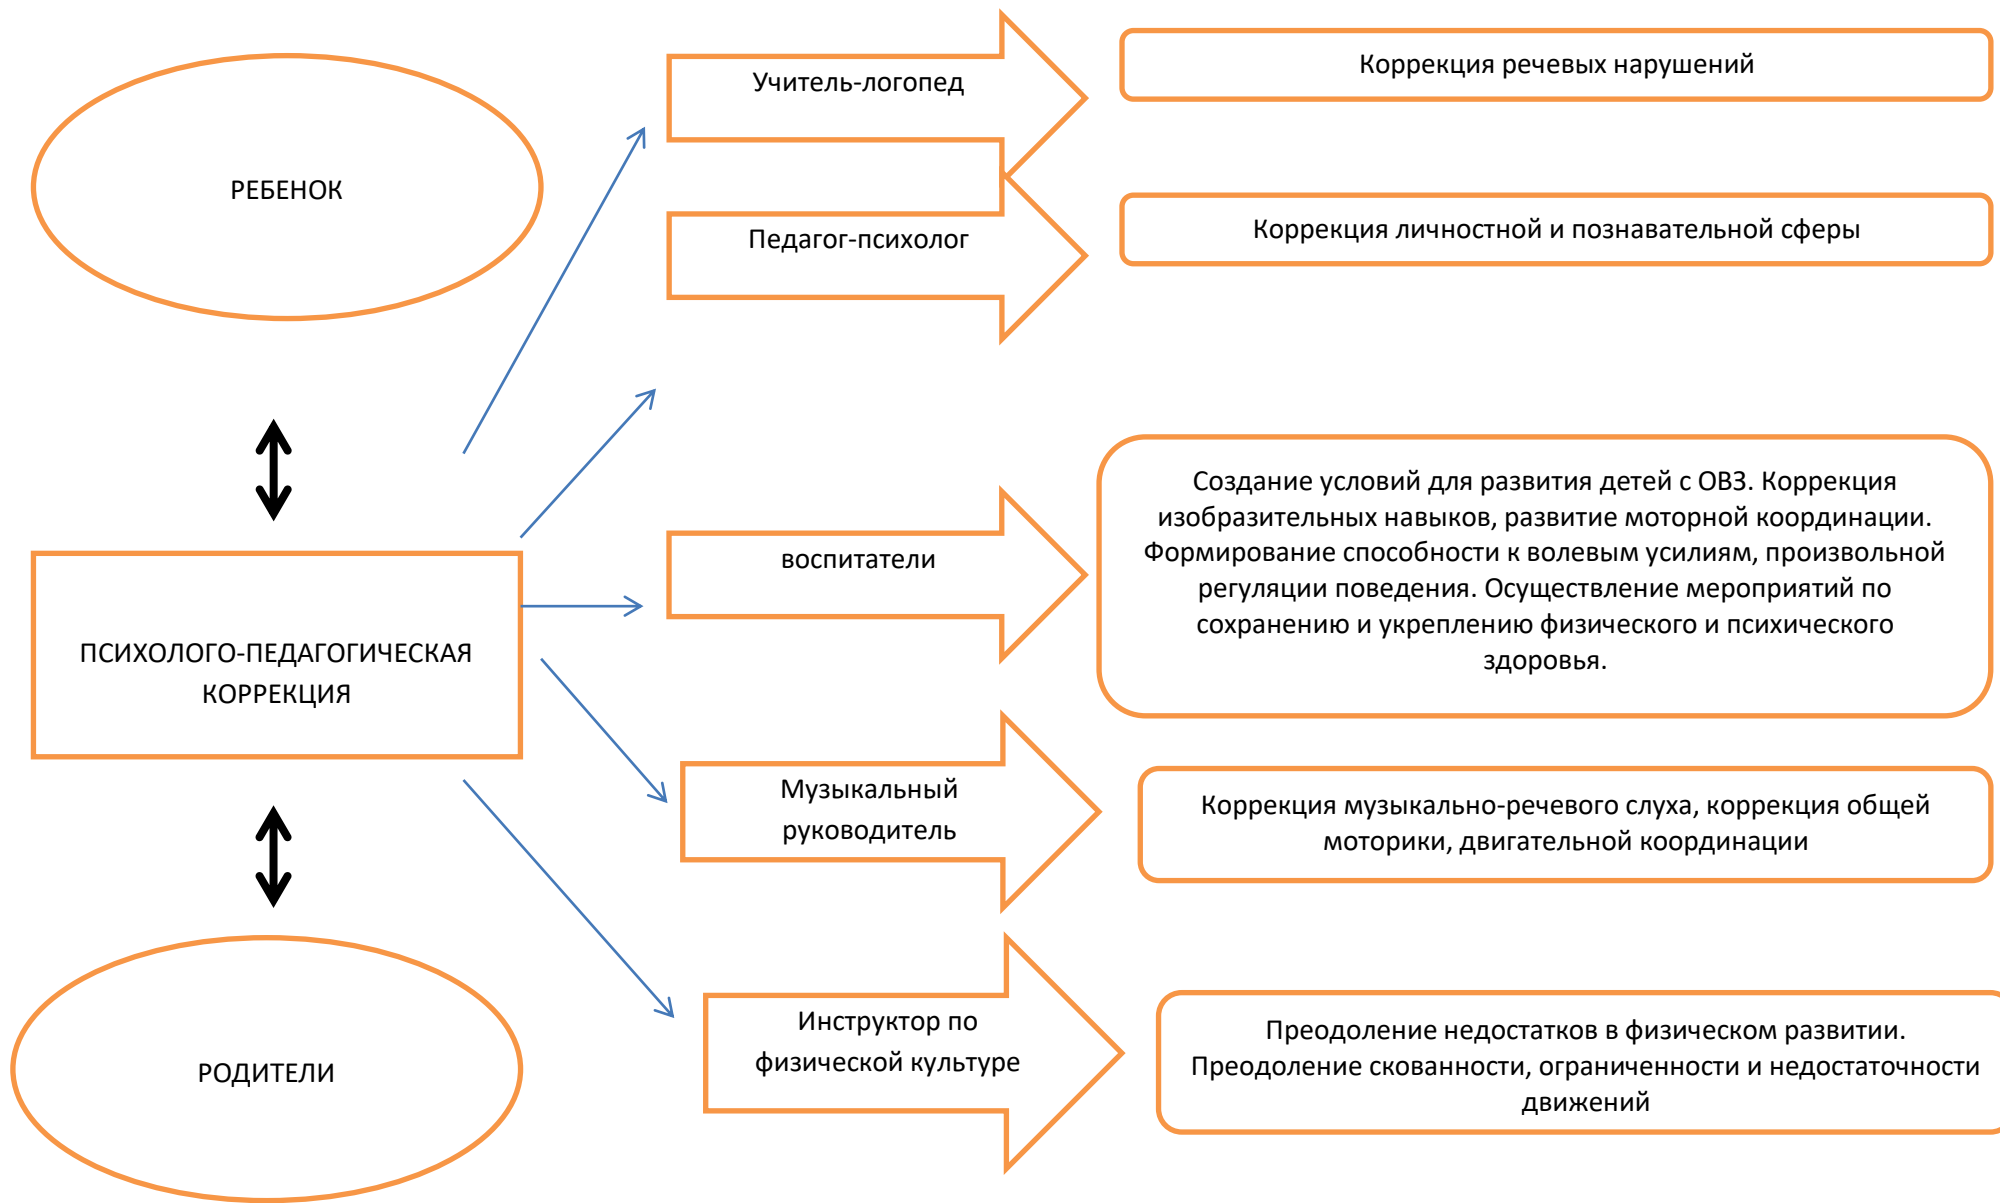 РЕБЕНОК
ПСИХОЛОГО-ПЕДАГОГИЧЕСКАЯ
КОРРЕКЦИЯ
РОДИТЕЛИ
Учитель-логопед
Коррекция речевых нарушений
Педагог-психолог
Коррекция личностной и познавательной сферы
воспитатели
Создание условий для развития детей с ОВЗ. Коррекция
изобразительных навыков, развитие моторной координации.
Формирование способности к волевым усилиям, произвольной
регуляции поведения. Осуществление мероприятий по
сохранению и укреплению физического и психического
здоровья.
Музыкальный
руководитель
Коррекция музыкально-речевого слуха, коррекция общей
моторики, двигательной координации
Инструктор по
физической культуре
Преодоление недостатков в физическом развитии.
Преодоление скованности, ограниченности и недостаточности
движений